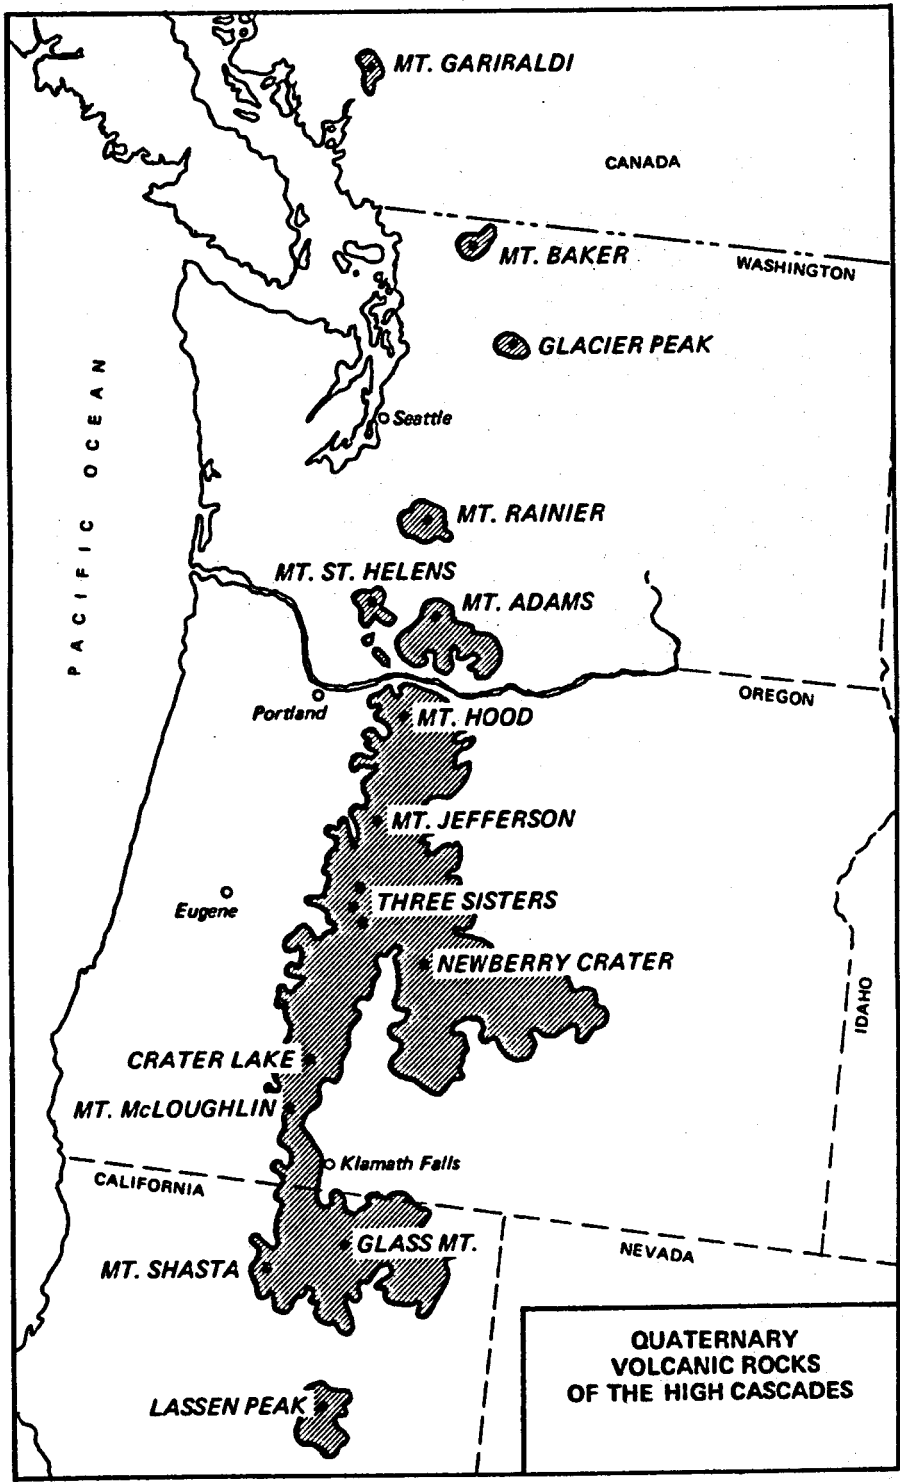 MT. GARIBALDI
CANADA
MT. BAKER
WASHINGTON
GLACIER PEAK
PACIFIC OCEAN
Seattle
MT. RAINIER
MT. ST. HELENS
MT. ADAMS
OREGON
Portland
MT. HOOD
MT. JEFFERSON
THREE SISTERS
Eugene
NEWBERRY CRATER
IDAHO
CRATER LAKE
MT. McLOUGHLIN
Klamath Falls
CALIFORNIA
GLASS MT.
NEVADA
MT. SHASTA
QUATERNARY
VOLCANIC ROCKS
OF THE HIGH CASCADES
LASSEN PEAK